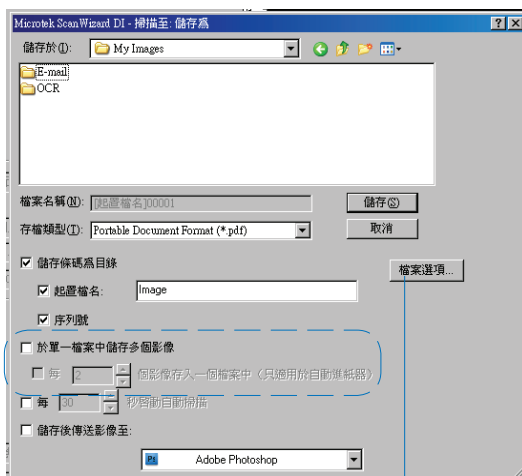 Microtek ScanWizard DI - 掃描至: 儲存為
儲存於(I): My Images
E-mail
OCR
檔案名稱(N): [起置檔名]00001 儲存(S)
存檔類型(T): Portable Document Format (*.pdf) 取消
儲存條碼為目錄 檔案選項...
起置檔名: Image
序列號
於單一檔案中儲存多個影像
每 2 個影像存入一個檔案中（只適用於自動進紙器）
每 30 秒啓動自動掃描
儲存後傳送影像至:
Ps Adobe Photoshop